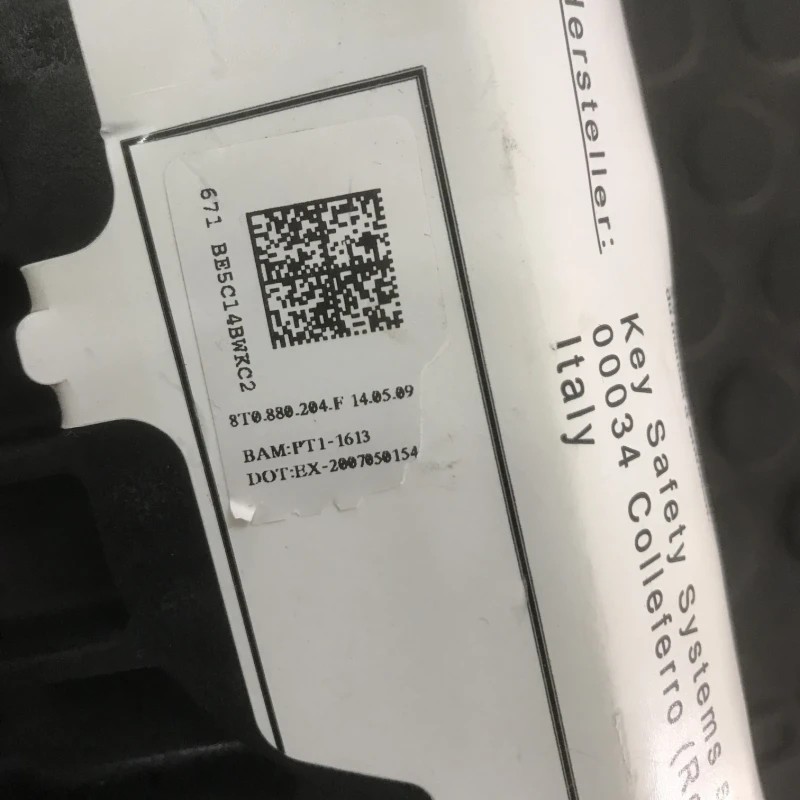 671 BE5C14BWKC2
8T0.880.204.F 14.05.09
BAM:PT1-1613
DOT:EX-2007050154
Hersteller:
Key Safety Systems
00034 Colleferro
Italy